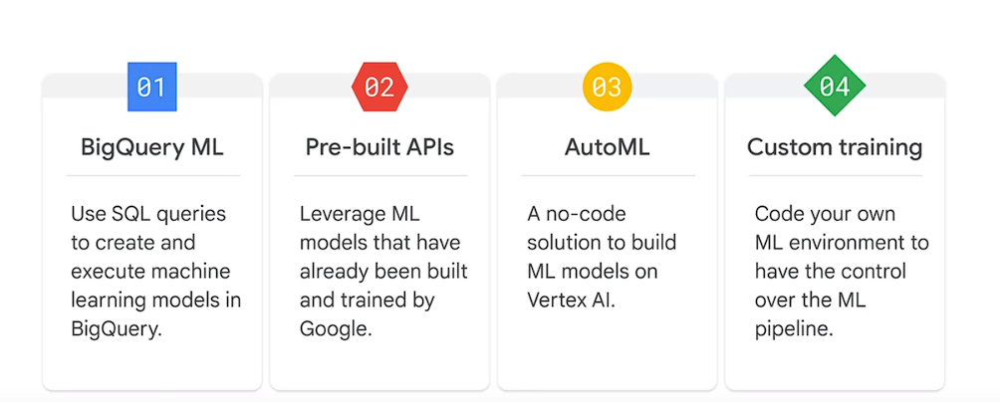 01
BigQuery ML
Use SQL queries
to create and
execute machine
learning models in
BigQuery.
02
Pre-built APIs
Leverage ML
models that have
already been built
and trained by
Google.
03
AutoML
A no-code
solution to build
ML models on
Vertex AI.
04
Custom training
Code your own
ML environment to
have the control
over the ML
pipeline.